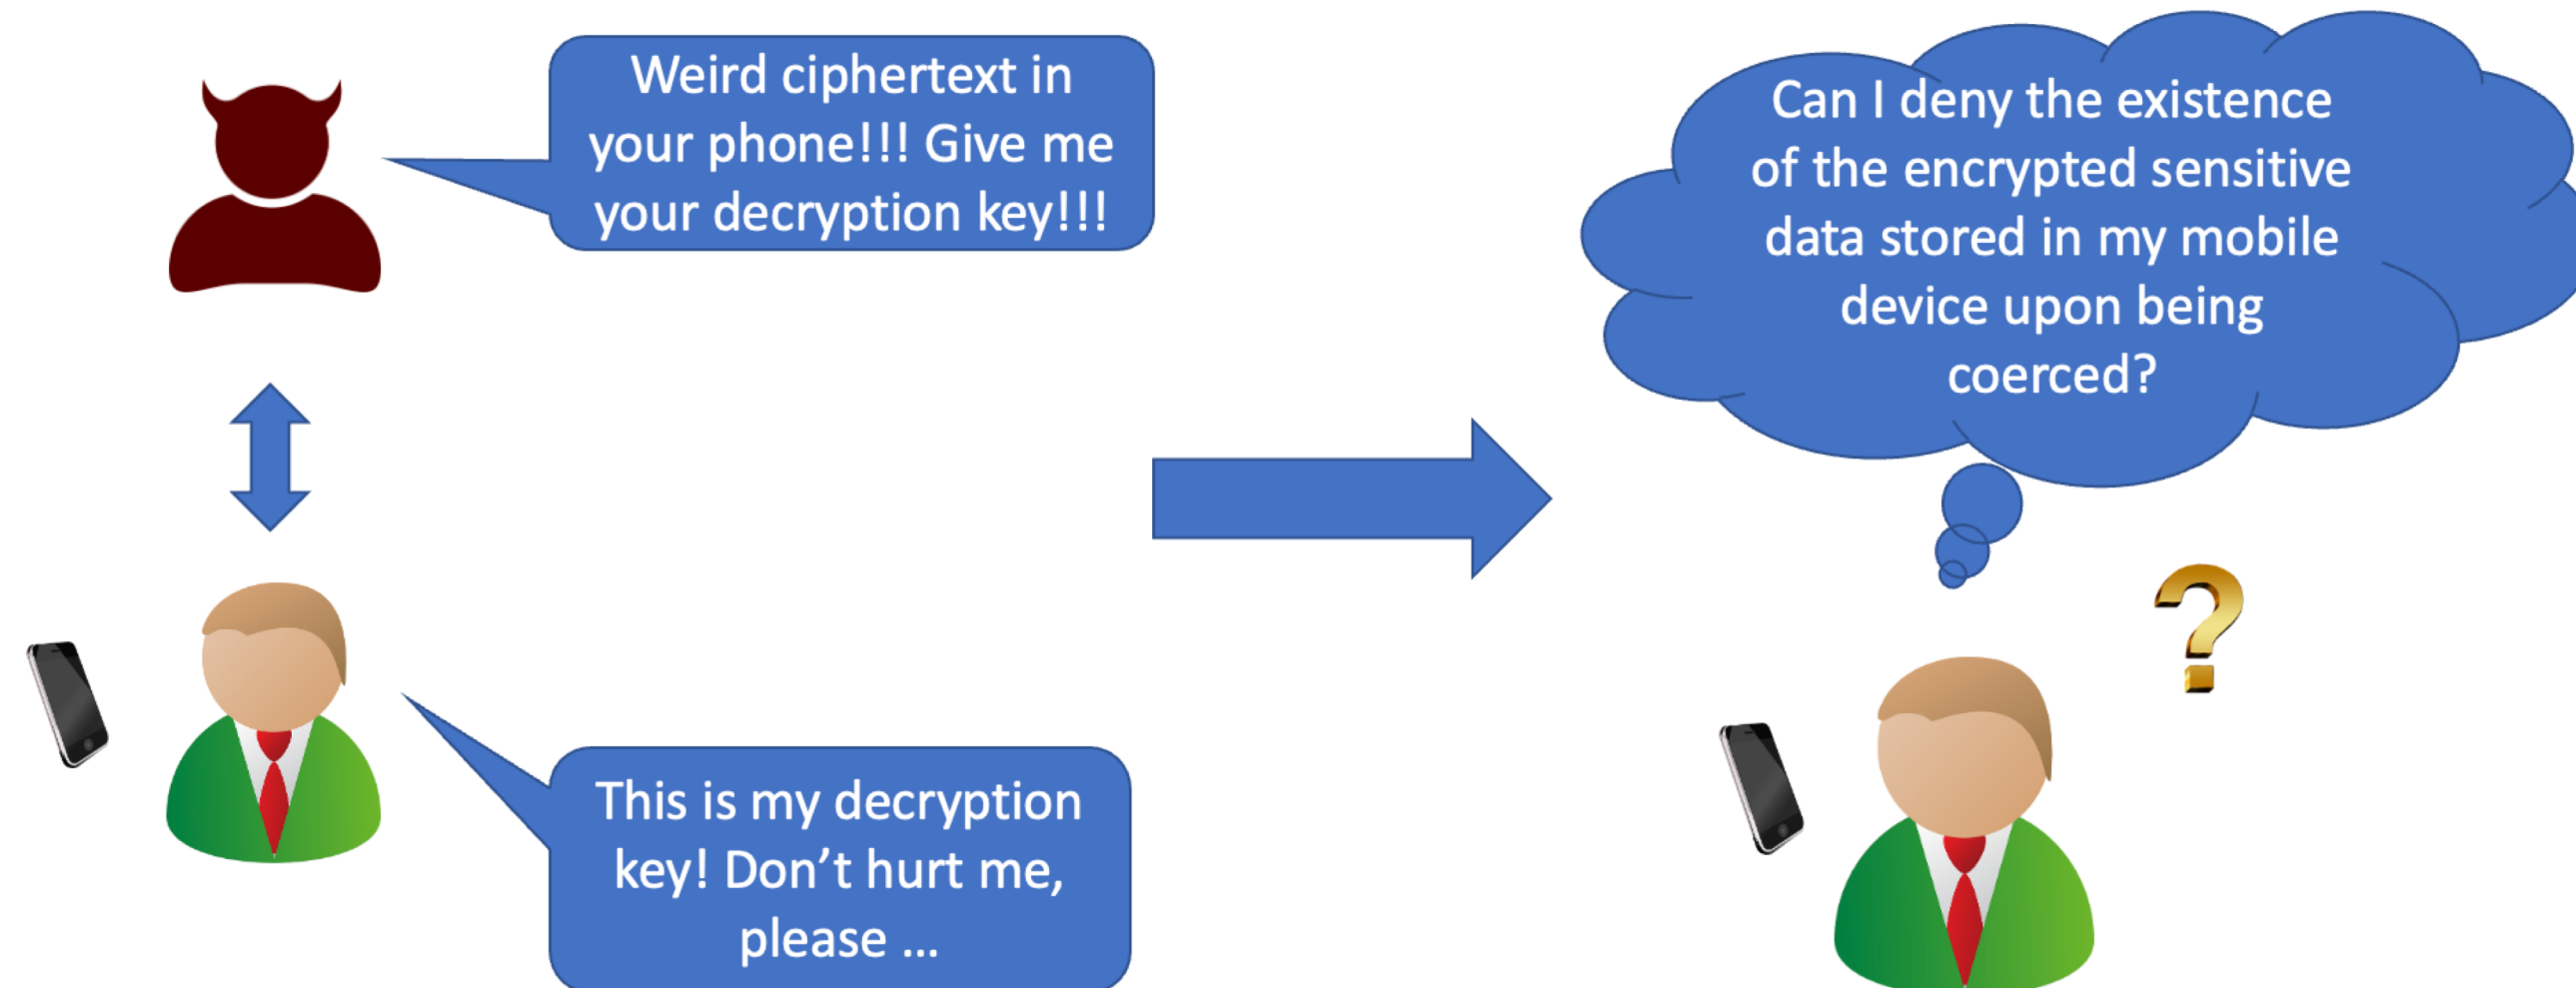 Weird ciphertext in
your phone!!! Give me
your decryption key!!!
This is my decryption
key! Don’t hurt me,
please ...
Can I deny the existence
of the encrypted sensitive
data stored in my mobile
device upon being
coerced?
?